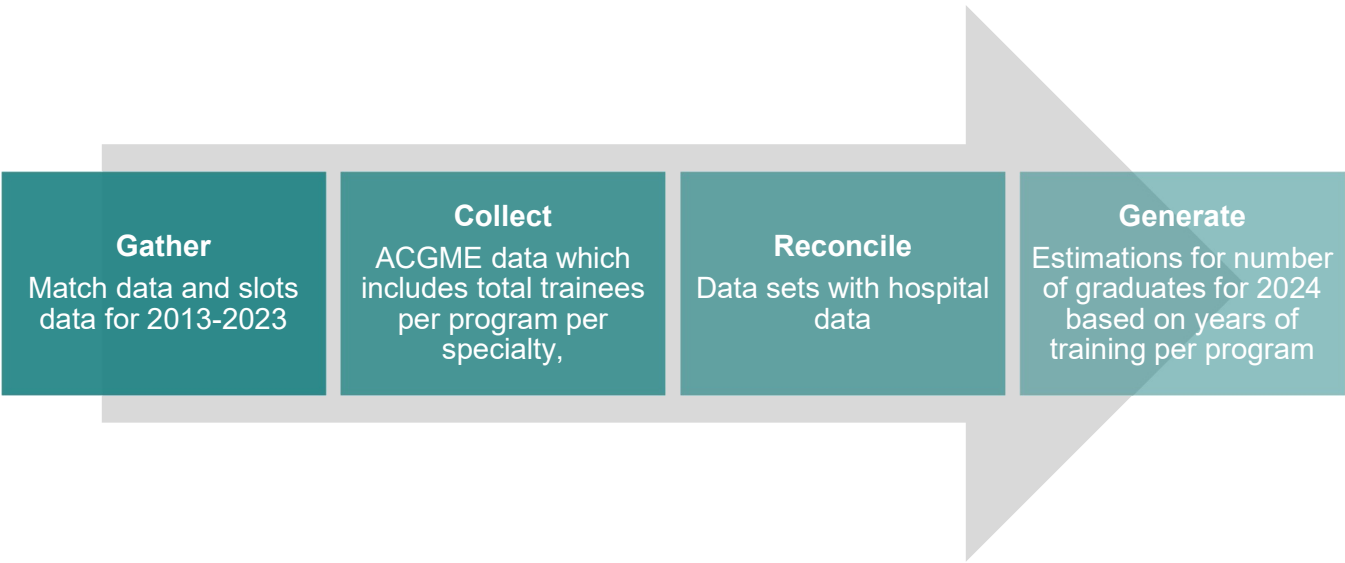 Gather
Match data and slots
data for 2013-2023
Collect
ACGME data which
includes total trainees
per program per
specialty,
Reconcile
Data sets with hospital
data
Generate
Estimations for number
of graduates for 2024
based on years of
training per program